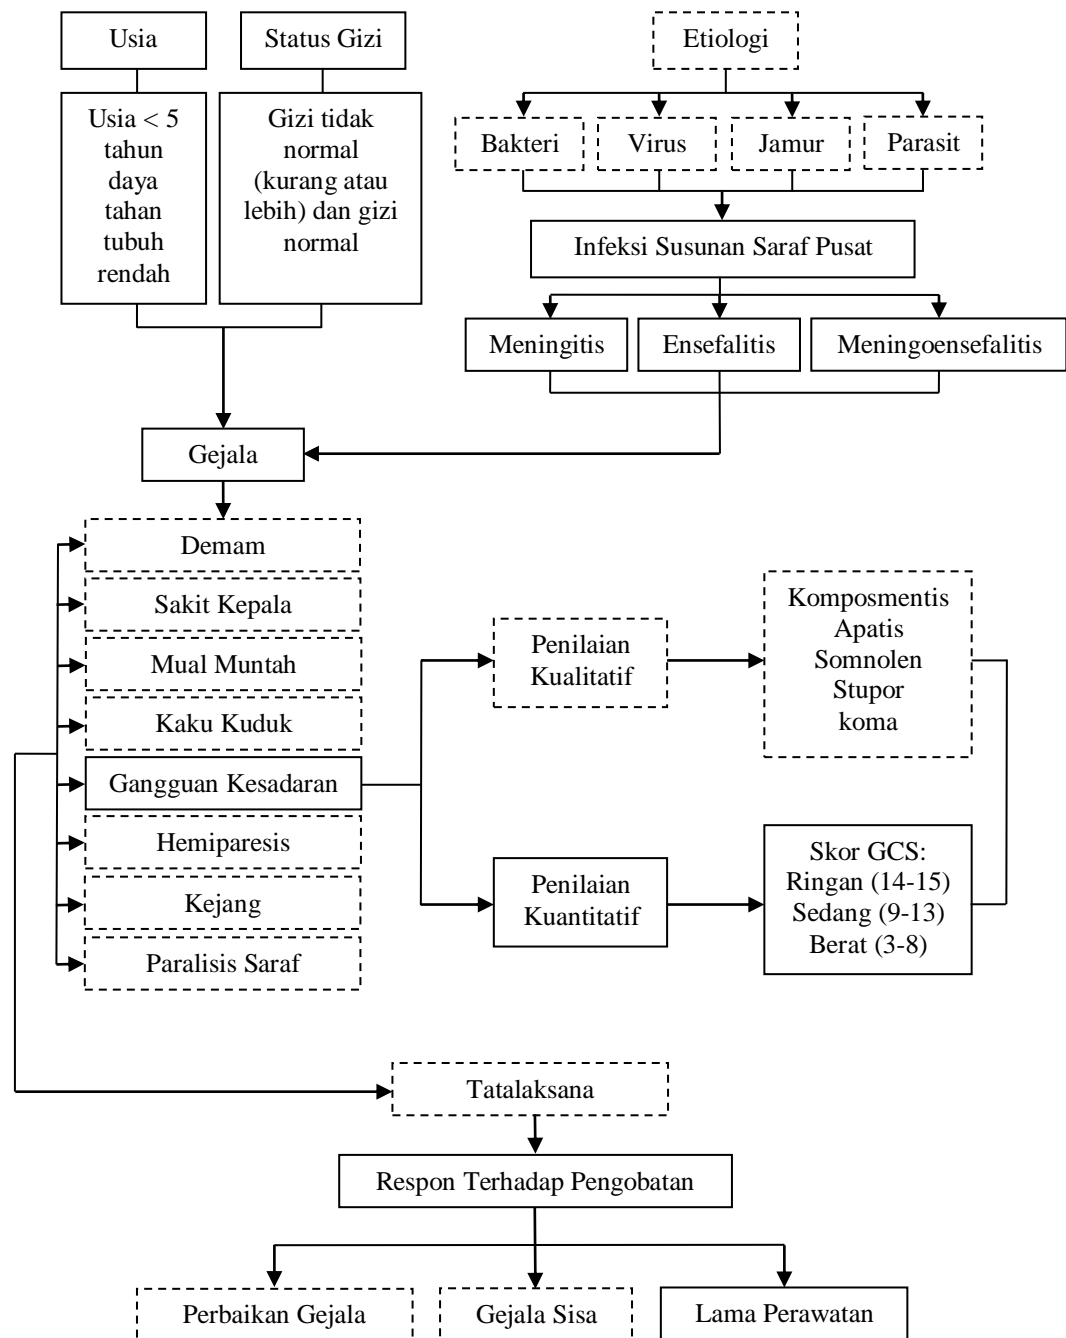 Usia
Status Gizi
Etiologi
Usia < 5
tahun
daya
tahan
tubuh
rendah
Gizi tidak
normal
(kurang atau
lebih) dan gizi
normal
Bakteri
Virus
Jamur
Parasit
Infeksi Susunan Saraf Pusat
Meningitis
Ensefalitis
Meningoensefalitis
Gejala
Demam
Sakit Kepala
Mual Muntah
Kaku Kuduk
Gangguan Kesadaran
Hemiparesis
Kejang
Paralisis Saraf
Penilaian
Kualitatif
Komposmentis
Apatis
Somnolen
Stupor
koma
Penilaian
Kuantitatif
Skor GCS:
Ringan (14-15)
Sedang (9-13)
Berat (3-8)
Tatalaksana
Respon Terhadap Pengobatan
Perbaikan Gejala
Gejala Sisa
Lama Perawatan